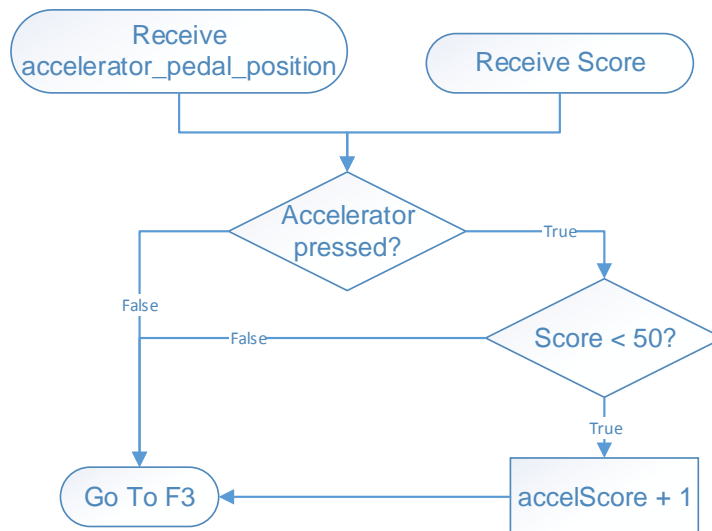 Receive
accelerator_pedal_position
Receive Score
Accelerator
pressed?
True
False
False
Score < 50?
True
Go To F3
accelScore + 1